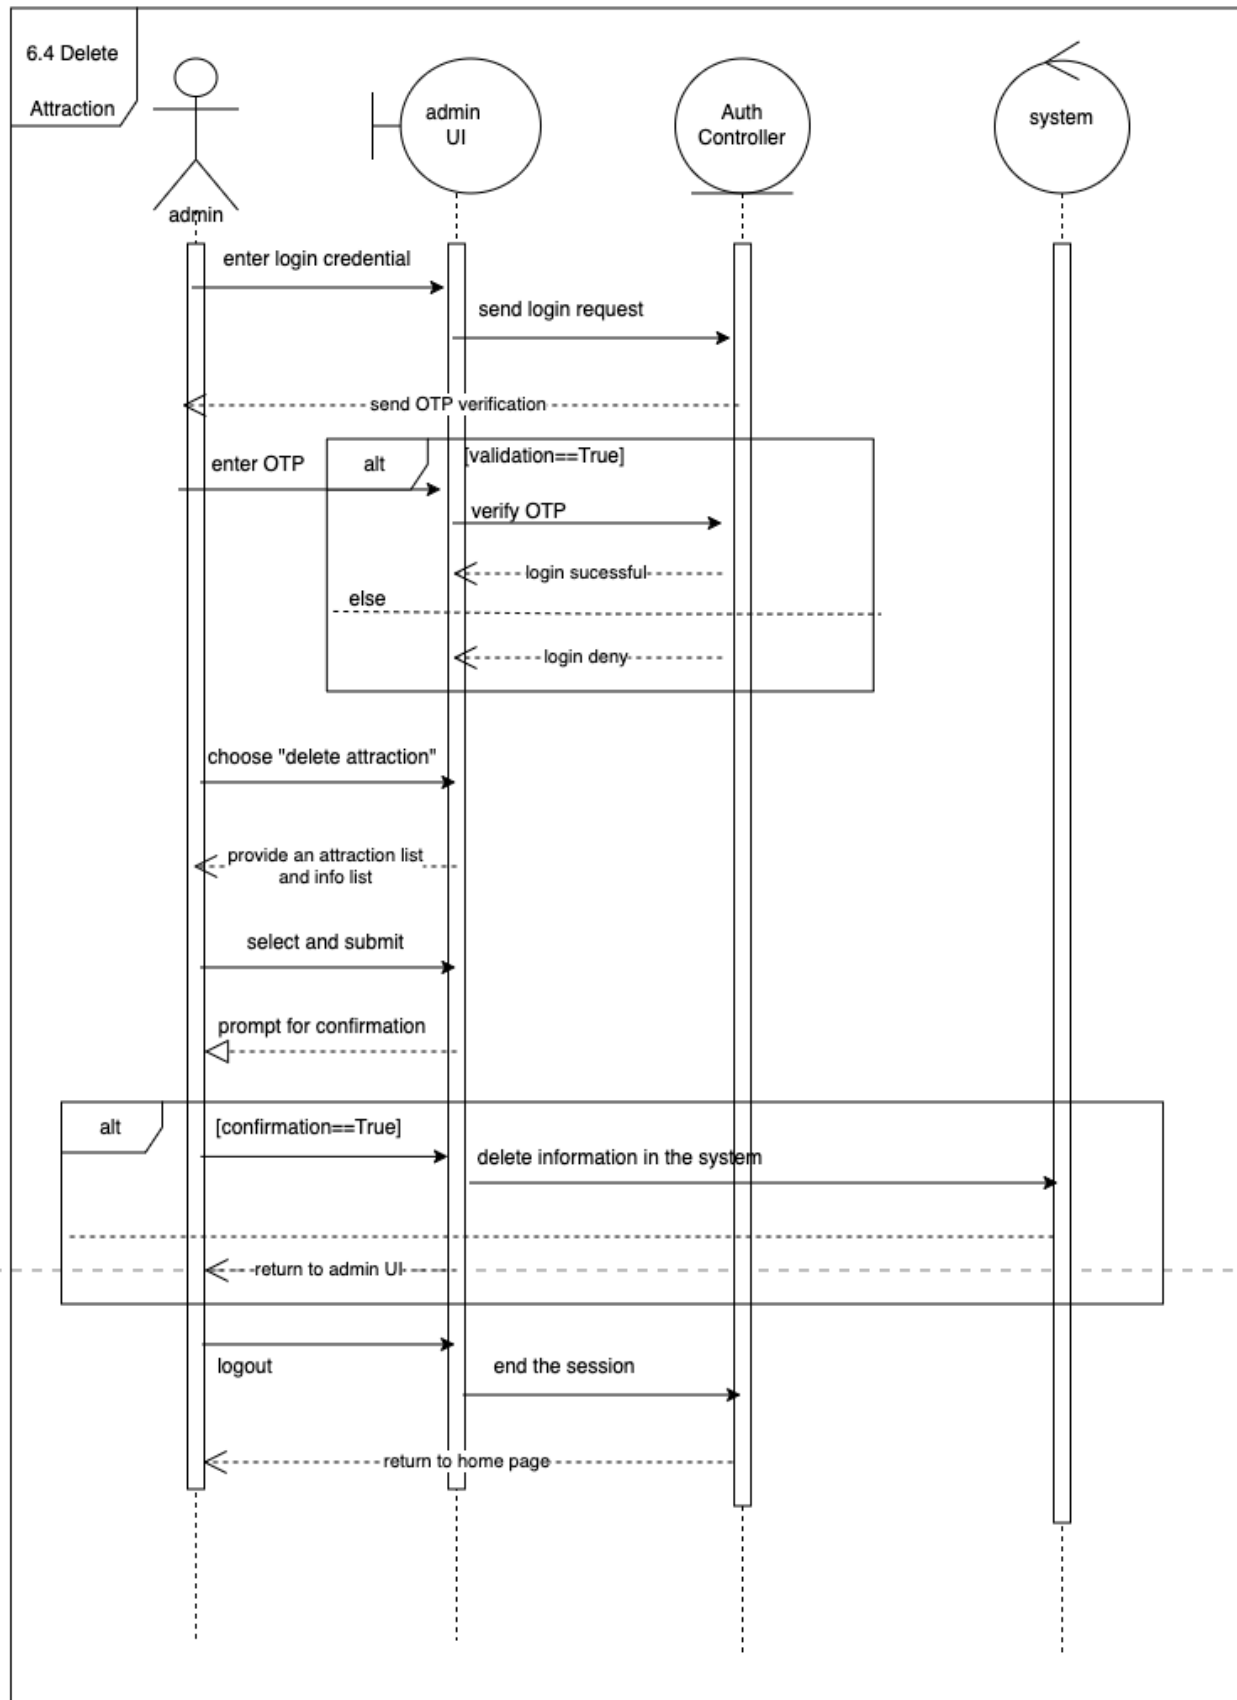 6.4 Delete
Attraction
admin
UI
Auth
Controller
system
admin
enter login credential
send login request
send OTP verification
enter OTP
alt
[validation==True]
verify OTP
login sucessful
else
login deny
choose "delete attraction"
provide an attraction list
and info list
select and submit
prompt for confirmation
alt
[confirmation==True]
delete information in the system
return to admin UI
logout
end the session
return to home page